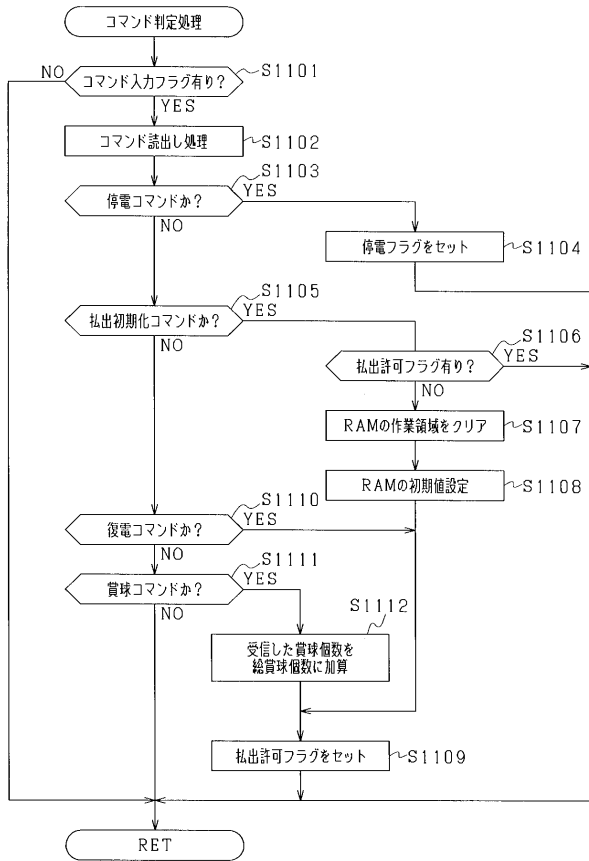 コマンド判定処理
NO
コマンド入力フラグ有り?
S1101
YES
コマンド読出し処理
S1102
S1103
停電コマンドか?
YES
NO
停電フラグをセット
S1104
S1105
払出初期化コマンドか?
YES
NO
S1106
払出許可フラグ有り?
YES
NO
RAMの作業領域をクリア
S1107
RAMの初期値設定
S1108
S1110
復電コマンドか?
YES
NO
S1111
賞球コマンドか?
YES
NO
S1112
受信した賞球個数を
総賞球個数に加算
払出許可フラグをセット
S1109
RET